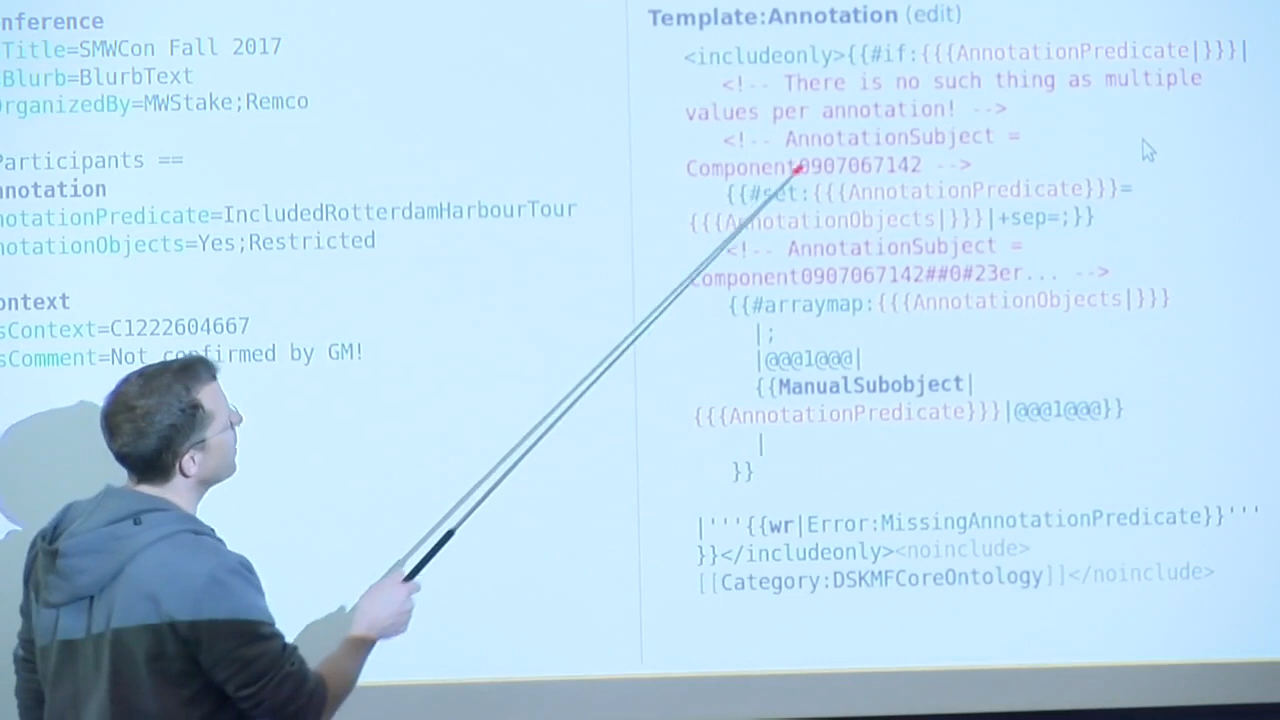 nference
Title=SMWCon Fall 2017
Blurb=BlurbText
OrganizedBy=MWStake;Remco
Participants ==
nnotation
notationPredicate=IncludedRotterdamHarbourTour
notationObjects=Yes;Restricted
ontext
sContext=C1222604667
sComment=Not confirmed by GM!
Template:Annotation (edit)
<includeonly>{{#if:{{{AnnotationPredicate|}}}|
<!-- There is no such thing as multiple
values per annotation! -->
<!-- AnnotationSubject =
Component0907067142 -->
{{#set:{{{AnnotationPredicate}}}=
{{{AnnotationObjects|}}}|+sep=;}}
<!-- AnnotationSubject =
Component0907067142##0#23er... -->
{{#arraymap:{{{AnnotationObjects|}}}
|;
|@@@1@@@|
{{ManualSubobject|
{{{AnnotationPredicate}}}|@@@1@@@}}
|
}}
|'''{{wr|Error:MissingAnnotationPredicate}}'''
}}</includeonly><noinclude>
[[Category:DSKMFCoreOntology]]</noinclude>